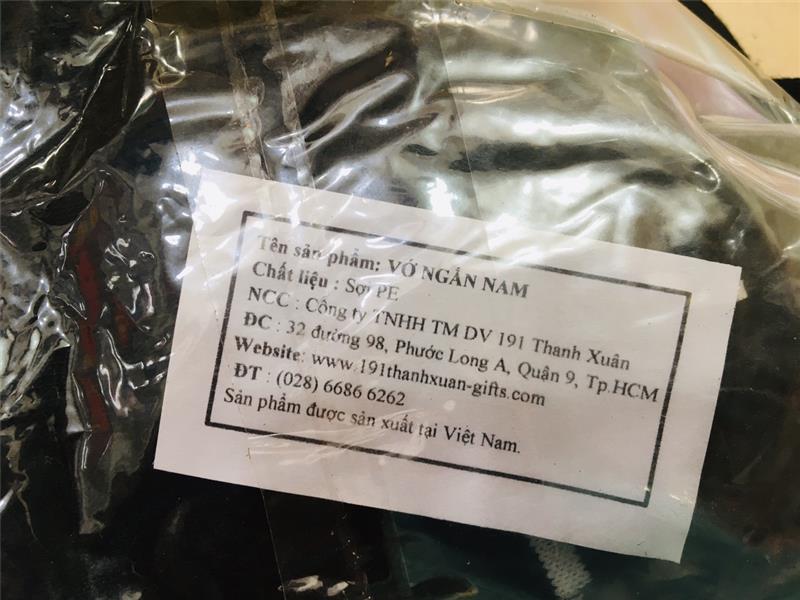 Tên sản phẩm: VỚ NGẮN NAM
Chất liệu : Sợi PE
NCC : Công ty TNHH TM DV 191 Thanh Xuân
ĐC : 32 đường 98, Phước Long A, Quận 9, Tp.HCM
Website: www.191thanhxuan-gifts.com
ĐT : (028) 6686 6262
Sản phẩm được sản xuất tại Việt Nam.